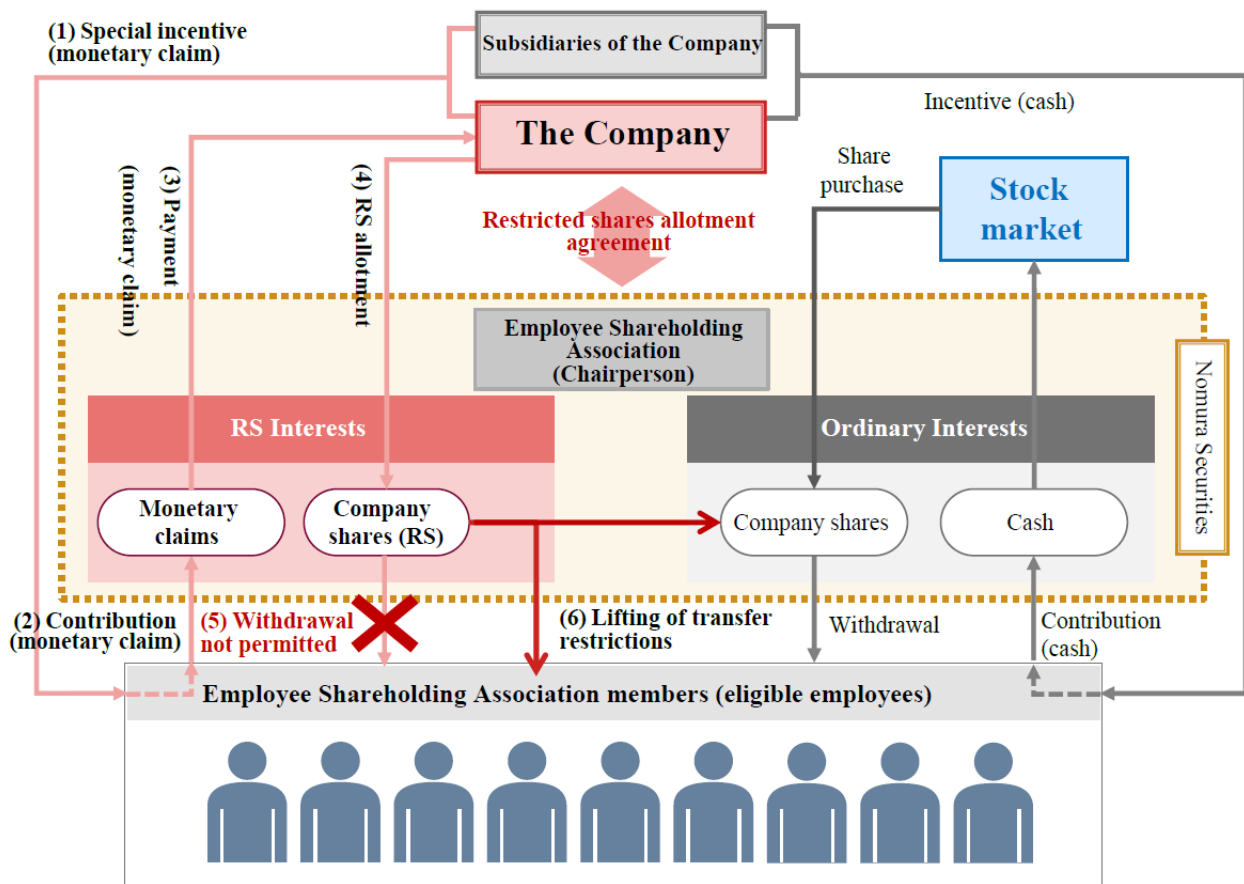 (1) Special incentive
(monetary claim)
Subsidiaries of the Company
The Company
Incentive (cash)
Share
purchase
Stock
market
(3) Payment
(monetary claim)
(4) RS allotment
Restricted shares allotment
agreement
Employee Shareholding
Association
(Chairperson)
Nomura Securities
RS Interests
Ordinary Interests
Monetary
claims
Company
shares (RS)
Company shares
Cash
(2) Contribution
(monetary claim)
(5) Withdrawal
not permitted
(6) Lifting of transfer
restrictions
Withdrawal
Contribution
(cash)
Employee Shareholding Association members (eligible employees)